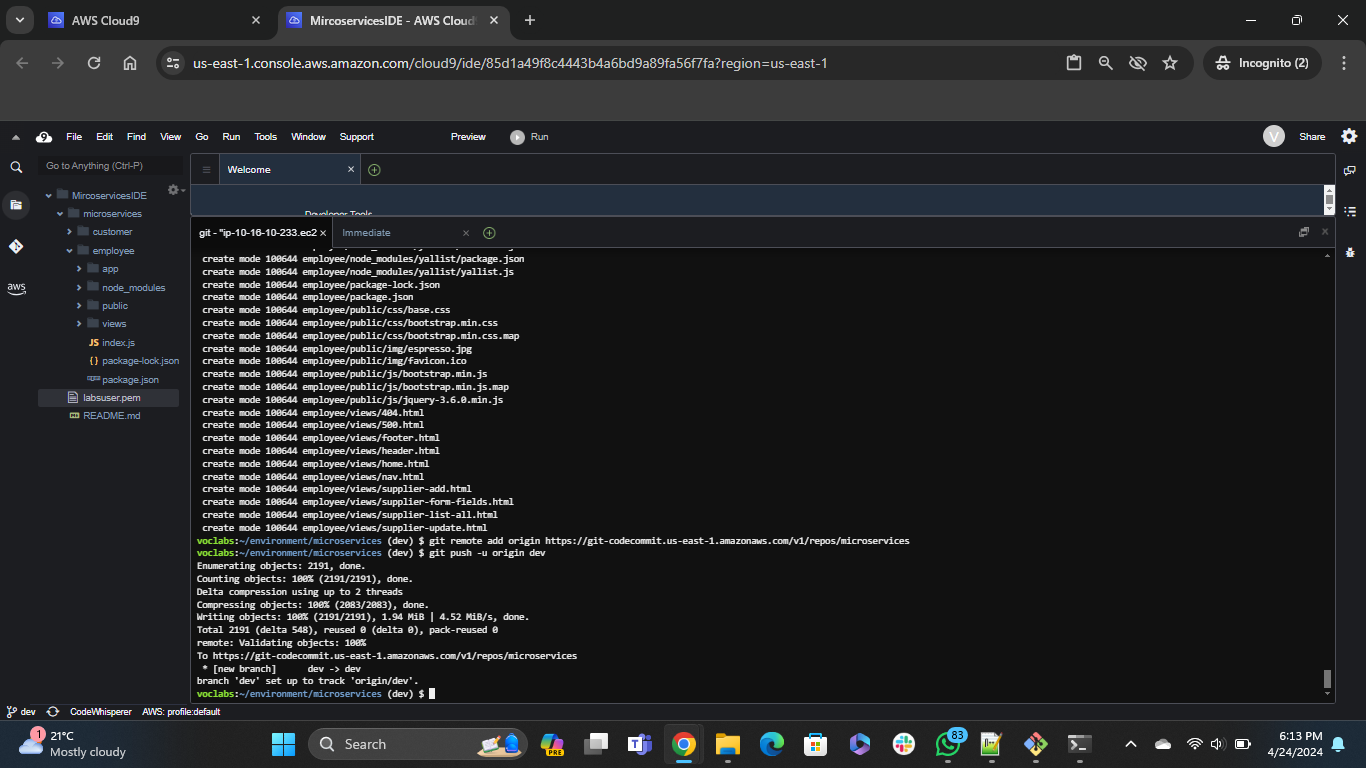 AWS Cloud9
MircoservicesIDE - AWS Cloud
us-east-1.console.aws.amazon.com/cloud9/ide/85d1a49f8c4443b4a6bd9a89fa56f7fa?region=us-east-1
Incognito (2)
File Edit Find View Go Run Tools Window Support Preview Run V Share
Go to Anything (Ctrl-P)
MircoservicesIDE
microservices
customer
employee
app
node_modules
public
views
JS index.js
{ } package-lock.json
package.json
labsuser.pem
README.md
aws
Welcome
Developer Tools
git - "ip-10-16-10-233.ec2
Immediate
create mode 100644 employee/node_modules/yallist/package.json
create mode 100644 employee/node_modules/yallist/yallist.js
create mode 100644 employee/package-lock.json
create mode 100644 employee/package.json
create mode 100644 employee/public/css/base.css
create mode 100644 employee/public/css/bootstrap.min.css
create mode 100644 employee/public/css/bootstrap.min.css.map
create mode 100644 employee/public/img/espresso.jpg
create mode 100644 employee/public/img/favicon.ico
create mode 100644 employee/public/js/bootstrap.min.js
create mode 100644 employee/public/js/bootstrap.min.js.map
create mode 100644 employee/public/js/jquery-3.6.0.min.js
create mode 100644 employee/views/404.html
create mode 100644 employee/views/500.html
create mode 100644 employee/views/footer.html
create mode 100644 employee/views/header.html
create mode 100644 employee/views/home.html
create mode 100644 employee/views/nav.html
create mode 100644 employee/views/supplier-add.html
create mode 100644 employee/views/supplier-form-fields.html
create mode 100644 employee/views/supplier-list-all.html
create mode 100644 employee/views/supplier-update.html
voclabs:~/environment/microservices (dev) $ git remote add origin https://git-codecommit.us-east-1.amazonaws.com/v1/repos/microservices
voclabs:~/environment/microservices (dev) $ git push -u origin dev
Enumerating objects: 2191, done.
Counting objects: 100% (2191/2191), done.
Delta compression using up to 2 threads
Compressing objects: 100% (2083/2083), done.
Writing objects: 100% (2191/2191), 1.94 MiB | 4.52 MiB/s, done.
Total 2191 (delta 548), reused 0 (delta 0), pack-reused 0
remote: Validating objects: 100%
To https://git-codecommit.us-east-1.amazonaws.com/v1/repos/microservices
* [new branch] dev -> dev
branch 'dev' set up to track 'origin/dev'.
voclabs:~/environment/microservices (dev) $
dev CodeWhisperer AWS: profile:default
1
21°C
Mostly cloudy
Search
PRE
83
6:13 PM
4/24/2024